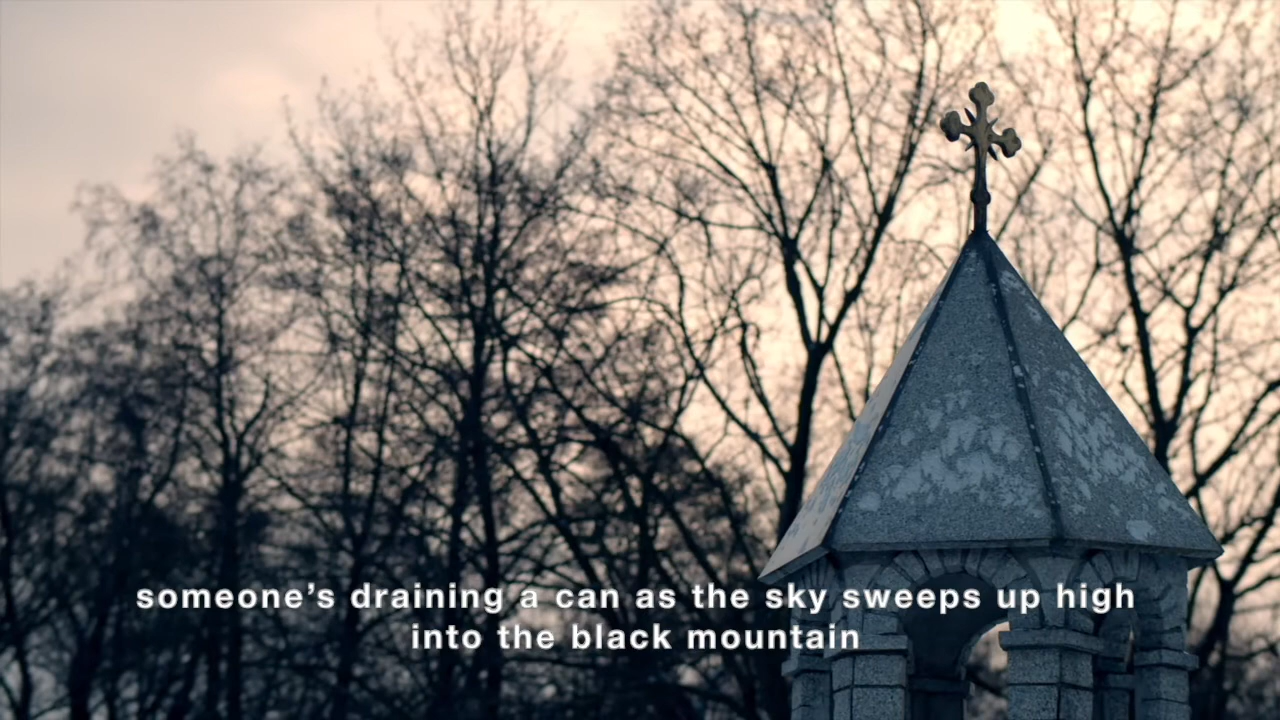 someone’s draining a can as the sky sweeps up high
into the black mountain